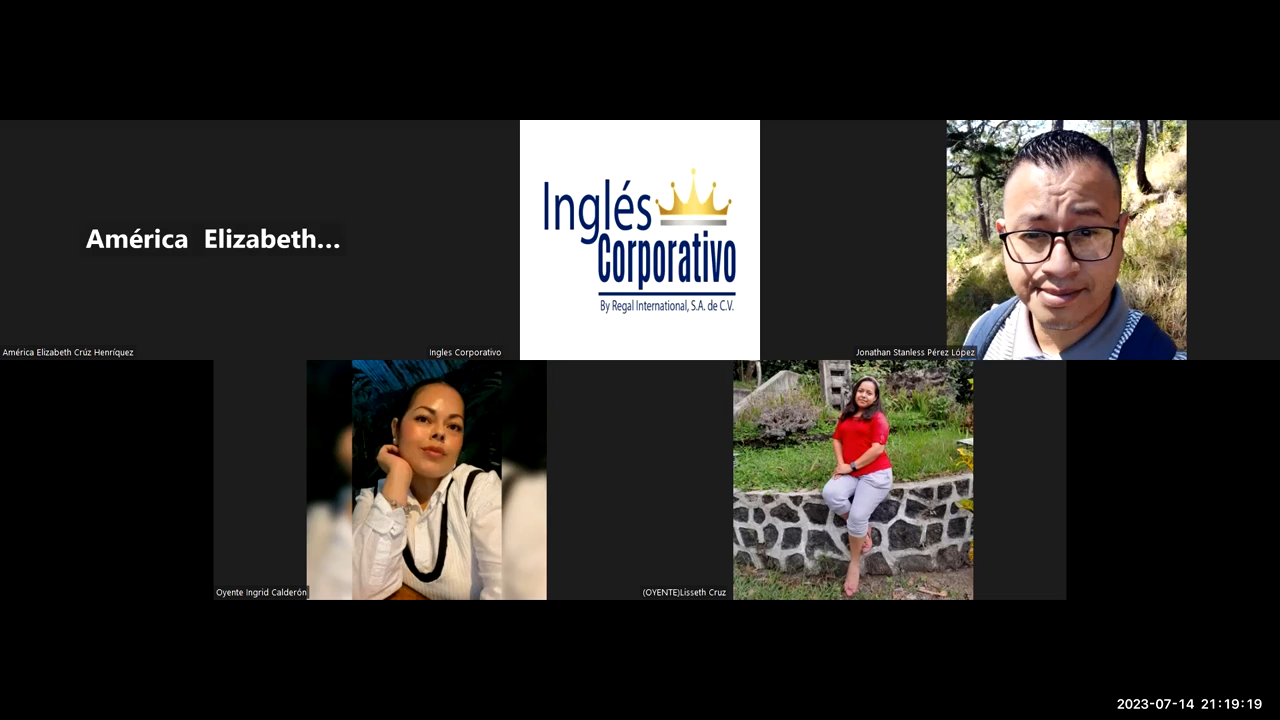 América Elizabeth...
América Elizabeth Crúz Henríquez
Inglés
Corporativo
By Regal International, S.A. de C.V.
Ingles Corporativo
Jonathan Stanless Pérez López
Oyente Ingrid Calderón
(OYENTE)Lisseth Cruz
2023-07-14 21:19:19